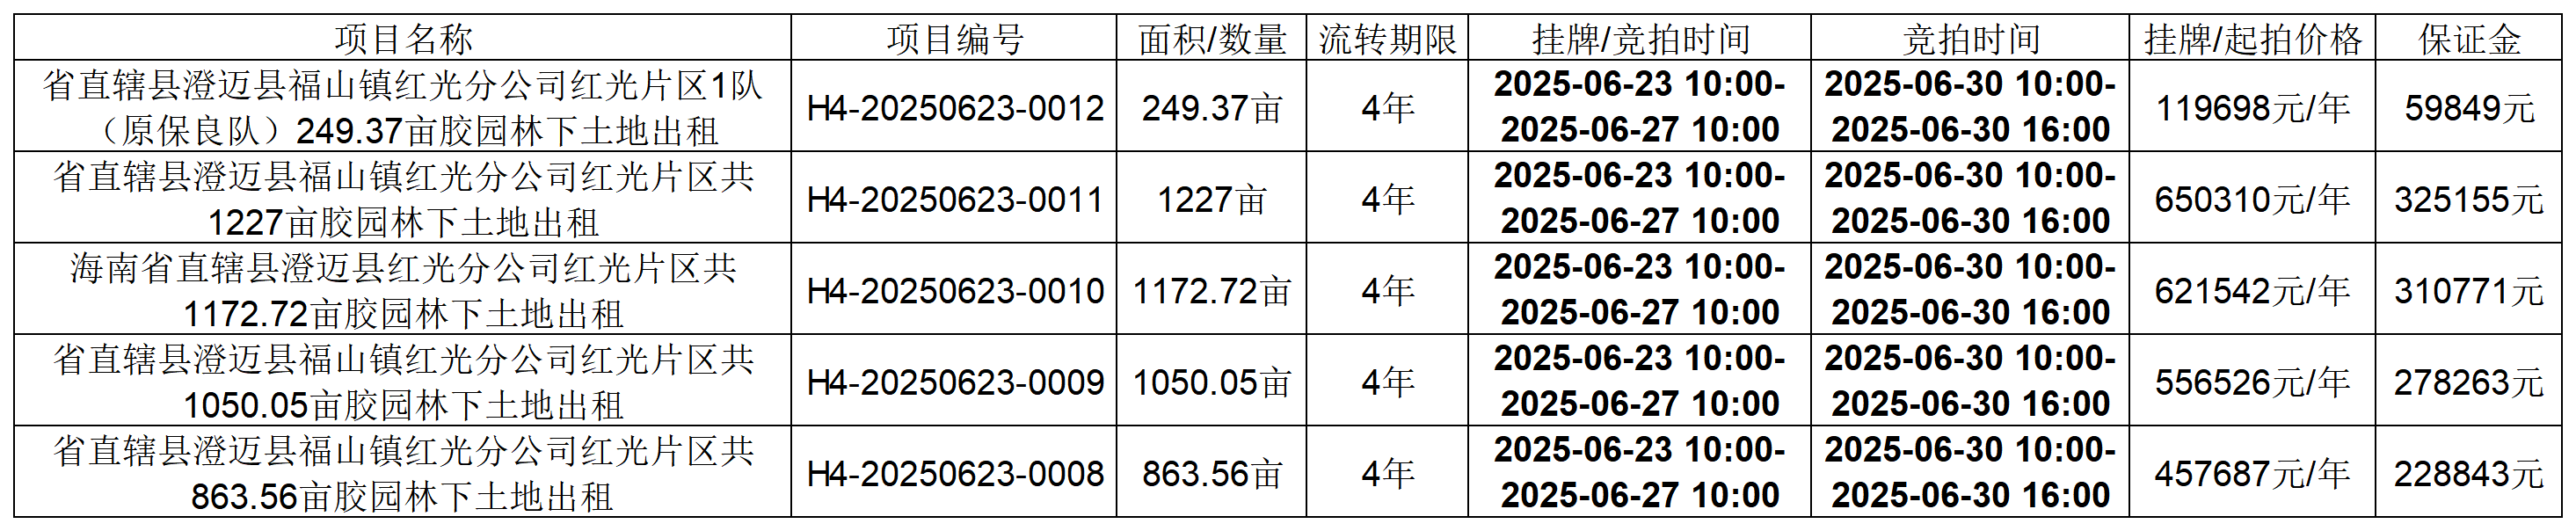 项目名称 项目编号 面积/数量 流转期限 挂牌/竞拍时间 竞拍时间 挂牌/起拍价格 保证金
省直辖县澄迈县福山镇红光分公司红光片区1队
（原保良队）249.37亩胶园林下土地出租
H4-20250623-0012
249.37亩
4年
2025-06-23 10:00-
2025-06-27 10:00
2025-06-30 10:00-
2025-06-30 16:00
119698元/年
59849元
省直辖县澄迈县福山镇红光分公司红光片区共
1227亩胶园林下土地出租
H4-20250623-0011
1227亩
4年
2025-06-23 10:00-
2025-06-27 10:00
2025-06-30 10:00-
2025-06-30 16:00
650310元/年
325155元
海南省直辖县澄迈县红光分公司红光片区共
1172.72亩胶园林下土地出租
H4-20250623-0010
1172.72亩
4年
2025-06-23 10:00-
2025-06-27 10:00
2025-06-30 10:00-
2025-06-30 16:00
621542元/年
310771元
省直辖县澄迈县福山镇红光分公司红光片区共
1050.05亩胶园林下土地出租
H4-20250623-0009
1050.05亩
4年
2025-06-23 10:00-
2025-06-27 10:00
2025-06-30 10:00-
2025-06-30 16:00
556526元/年
278263元
省直辖县澄迈县福山镇红光分公司红光片区共
863.56亩胶园林下土地出租
H4-20250623-0008
863.56亩
4年
2025-06-23 10:00-
2025-06-27 10:00
2025-06-30 10:00-
2025-06-30 16:00
457687元/年
228843元